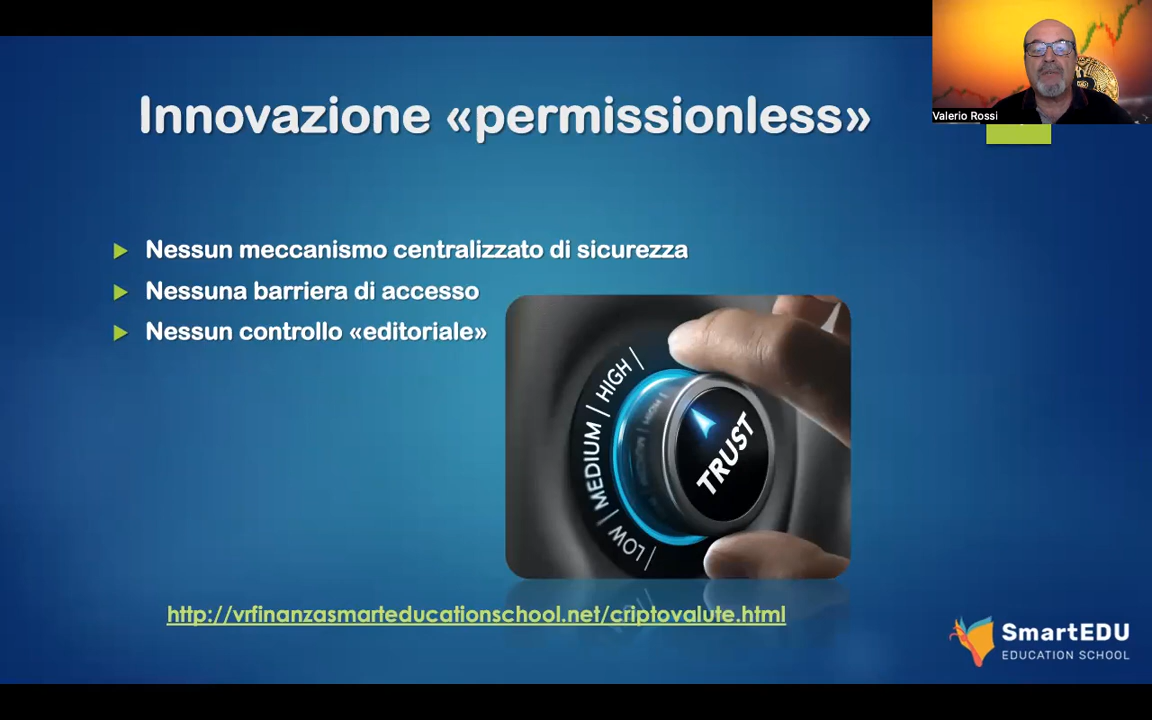 Valerio Rossi
Innovazione «permissionless»
Nessun meccanismo centralizzato di sicurezza
Nessuna barriera di accesso
Nessun controllo «editoriale»
LOW | MEDIUM | HIGH |
TRUST
http://vrfinanzasmarteducationschool.net/criptovalute.html
SmartEDU
EDUCATION SCHOOL